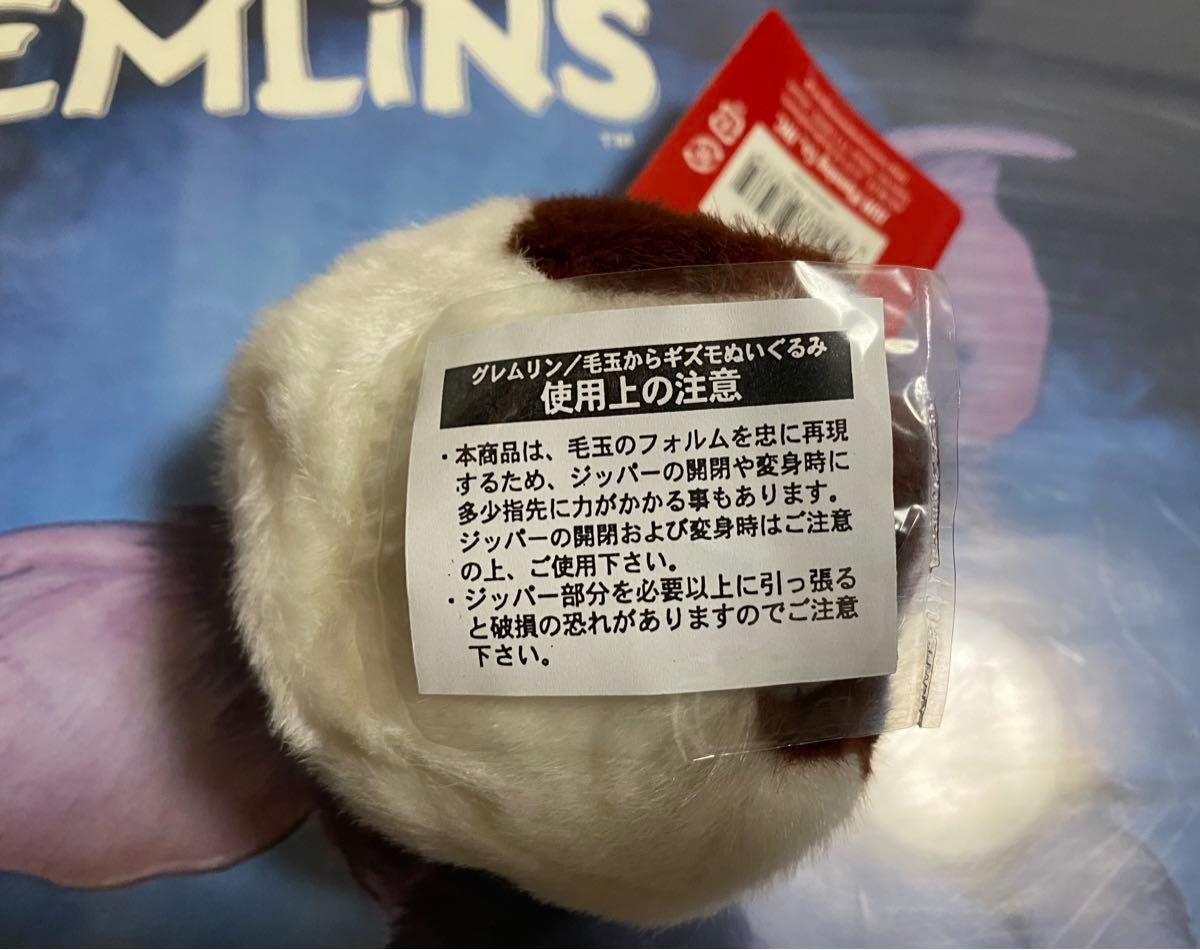 EMLiNS
TM
グレムリン/毛玉からギズモぬいぐるみ
使用上の注意
・本商品は、毛玉のフォルムを忠に再現
するため、ジッパーの開閉や変身時に
多少指先に力がかかる事もあります。
ジッパーの開閉および変身時はご注意
の上、ご使用下さい。
・ジッパー部分を必要以上に引っ張る
と破損の恐れがありますのでご注意
下さい。